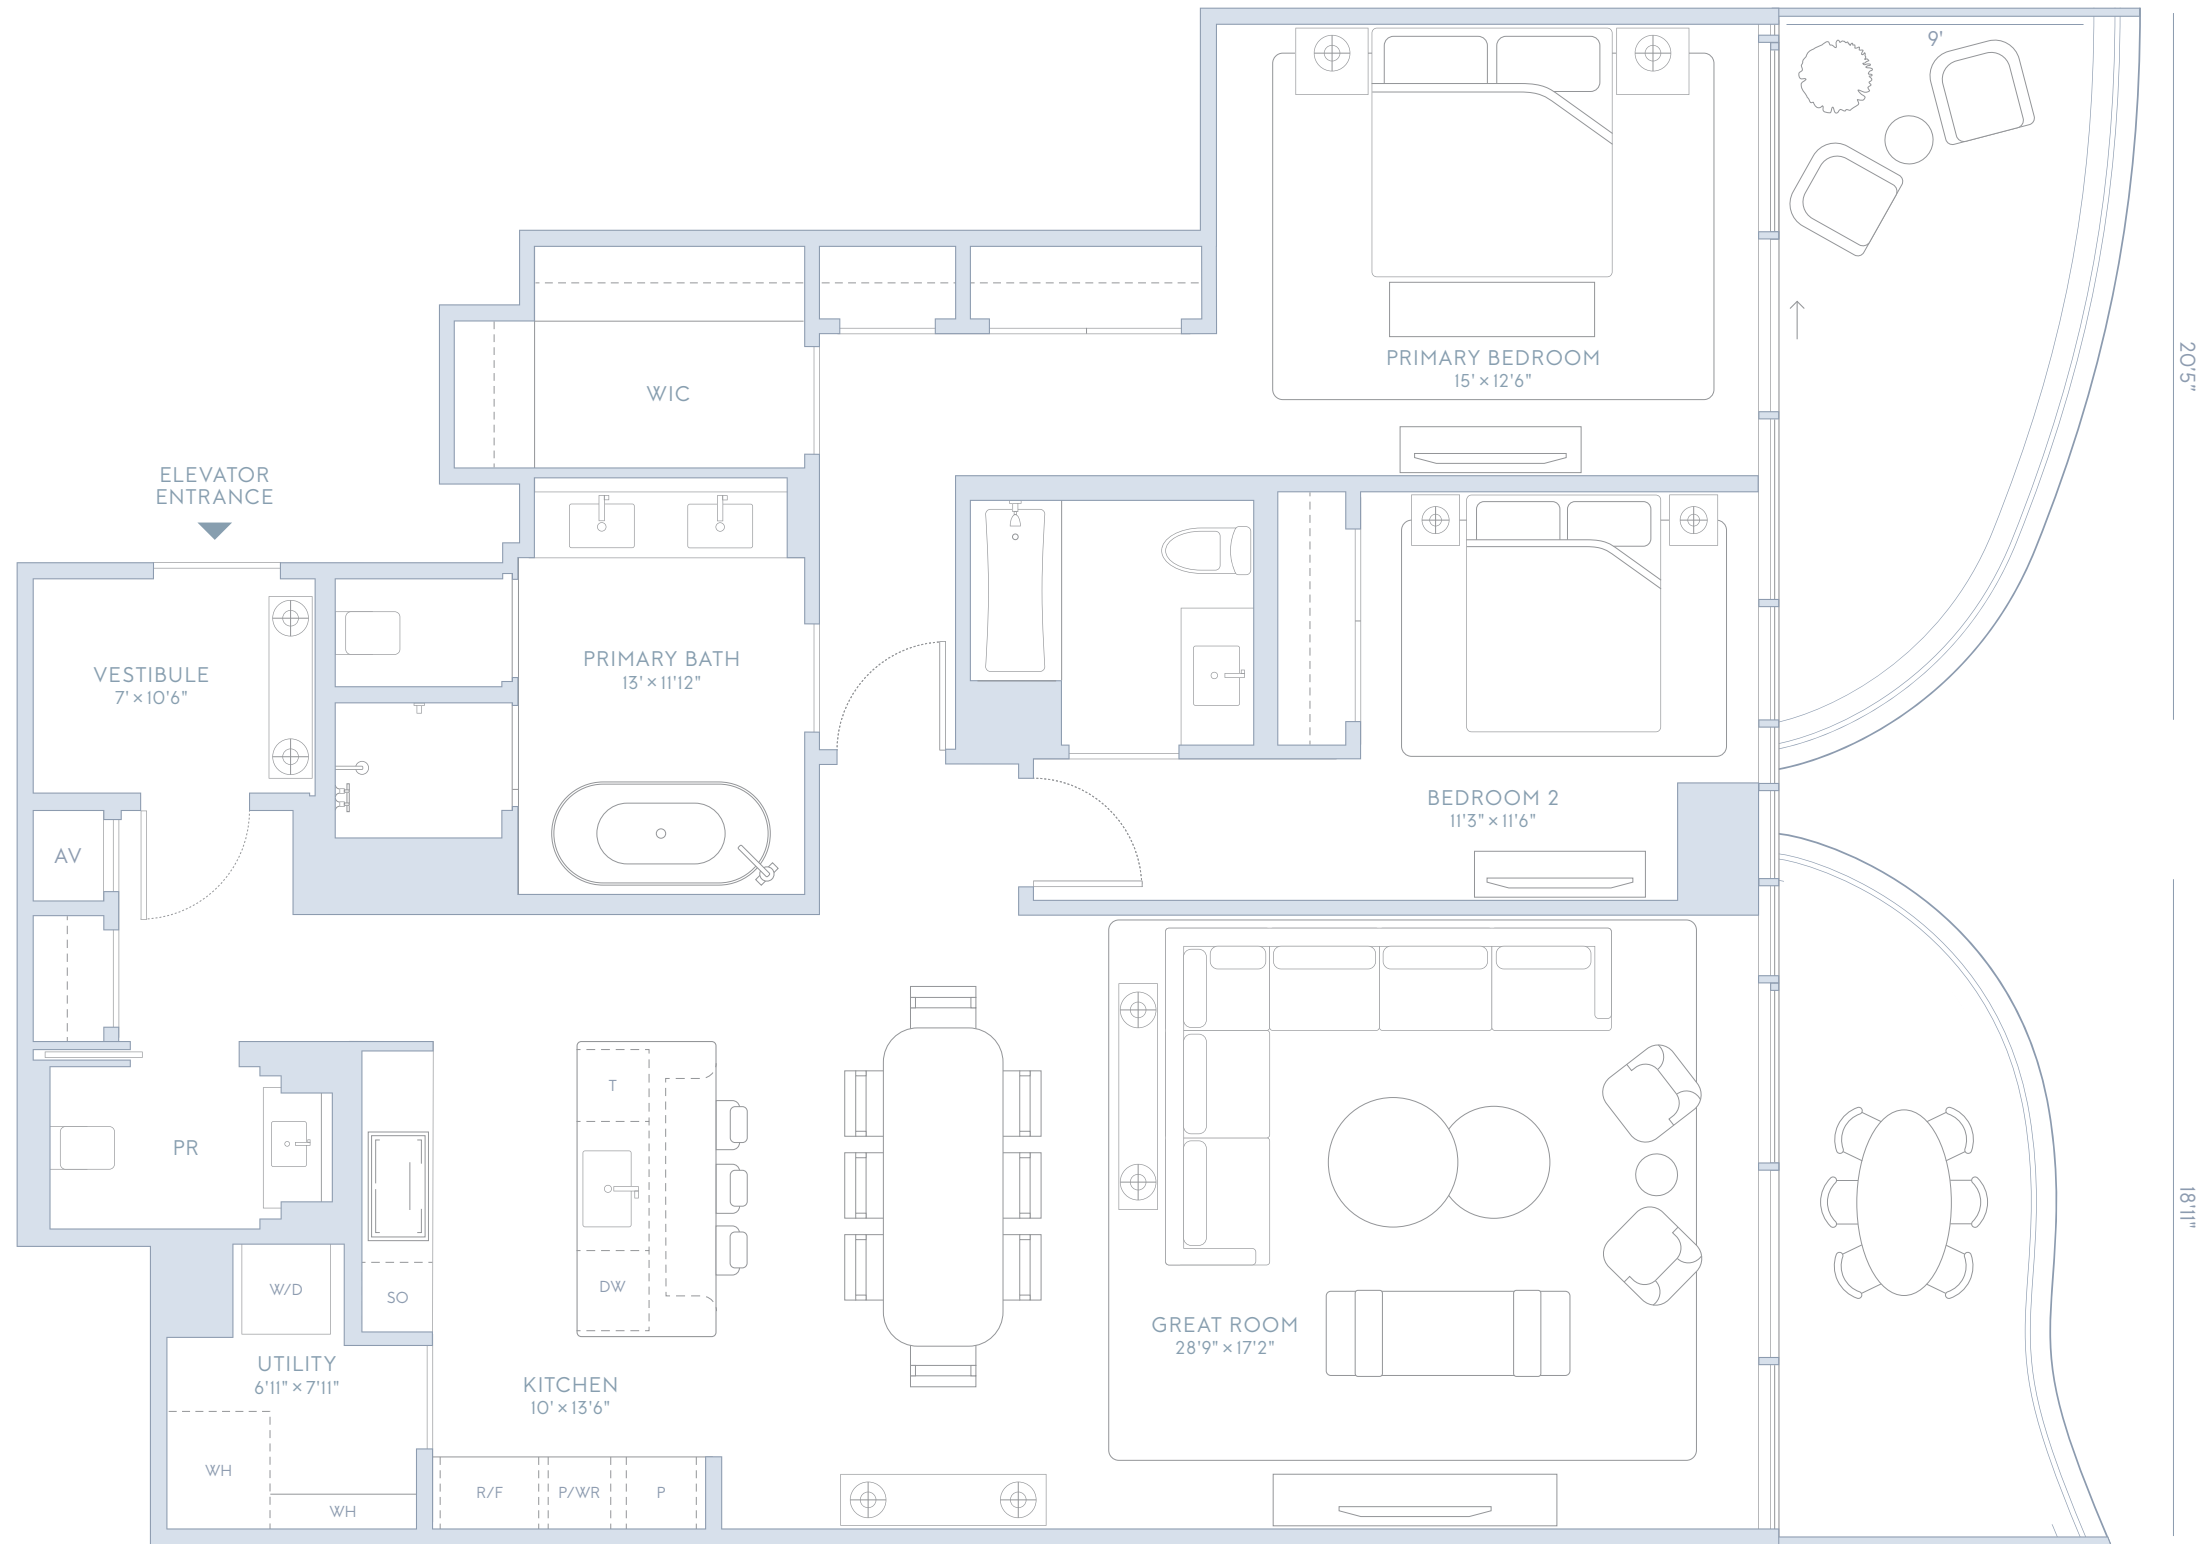 9'
20'5"
PRIMARY BEDROOM
15' × 12'6"
WIC
ELEVATOR
ENTRANCE
VESTIBULE
7' × 10'6"
PRIMARY BATH
13' × 11'12"
BEDROOM 2
11'3" × 11'6"
AV
T
PR
18'11"
DW
W/D
SO
GREAT ROOM
28'9" × 17'2"
UTILITY
6'11" × 7'11"
KITCHEN
10' × 13'6"
WH
R/F
P/WR
P
WH